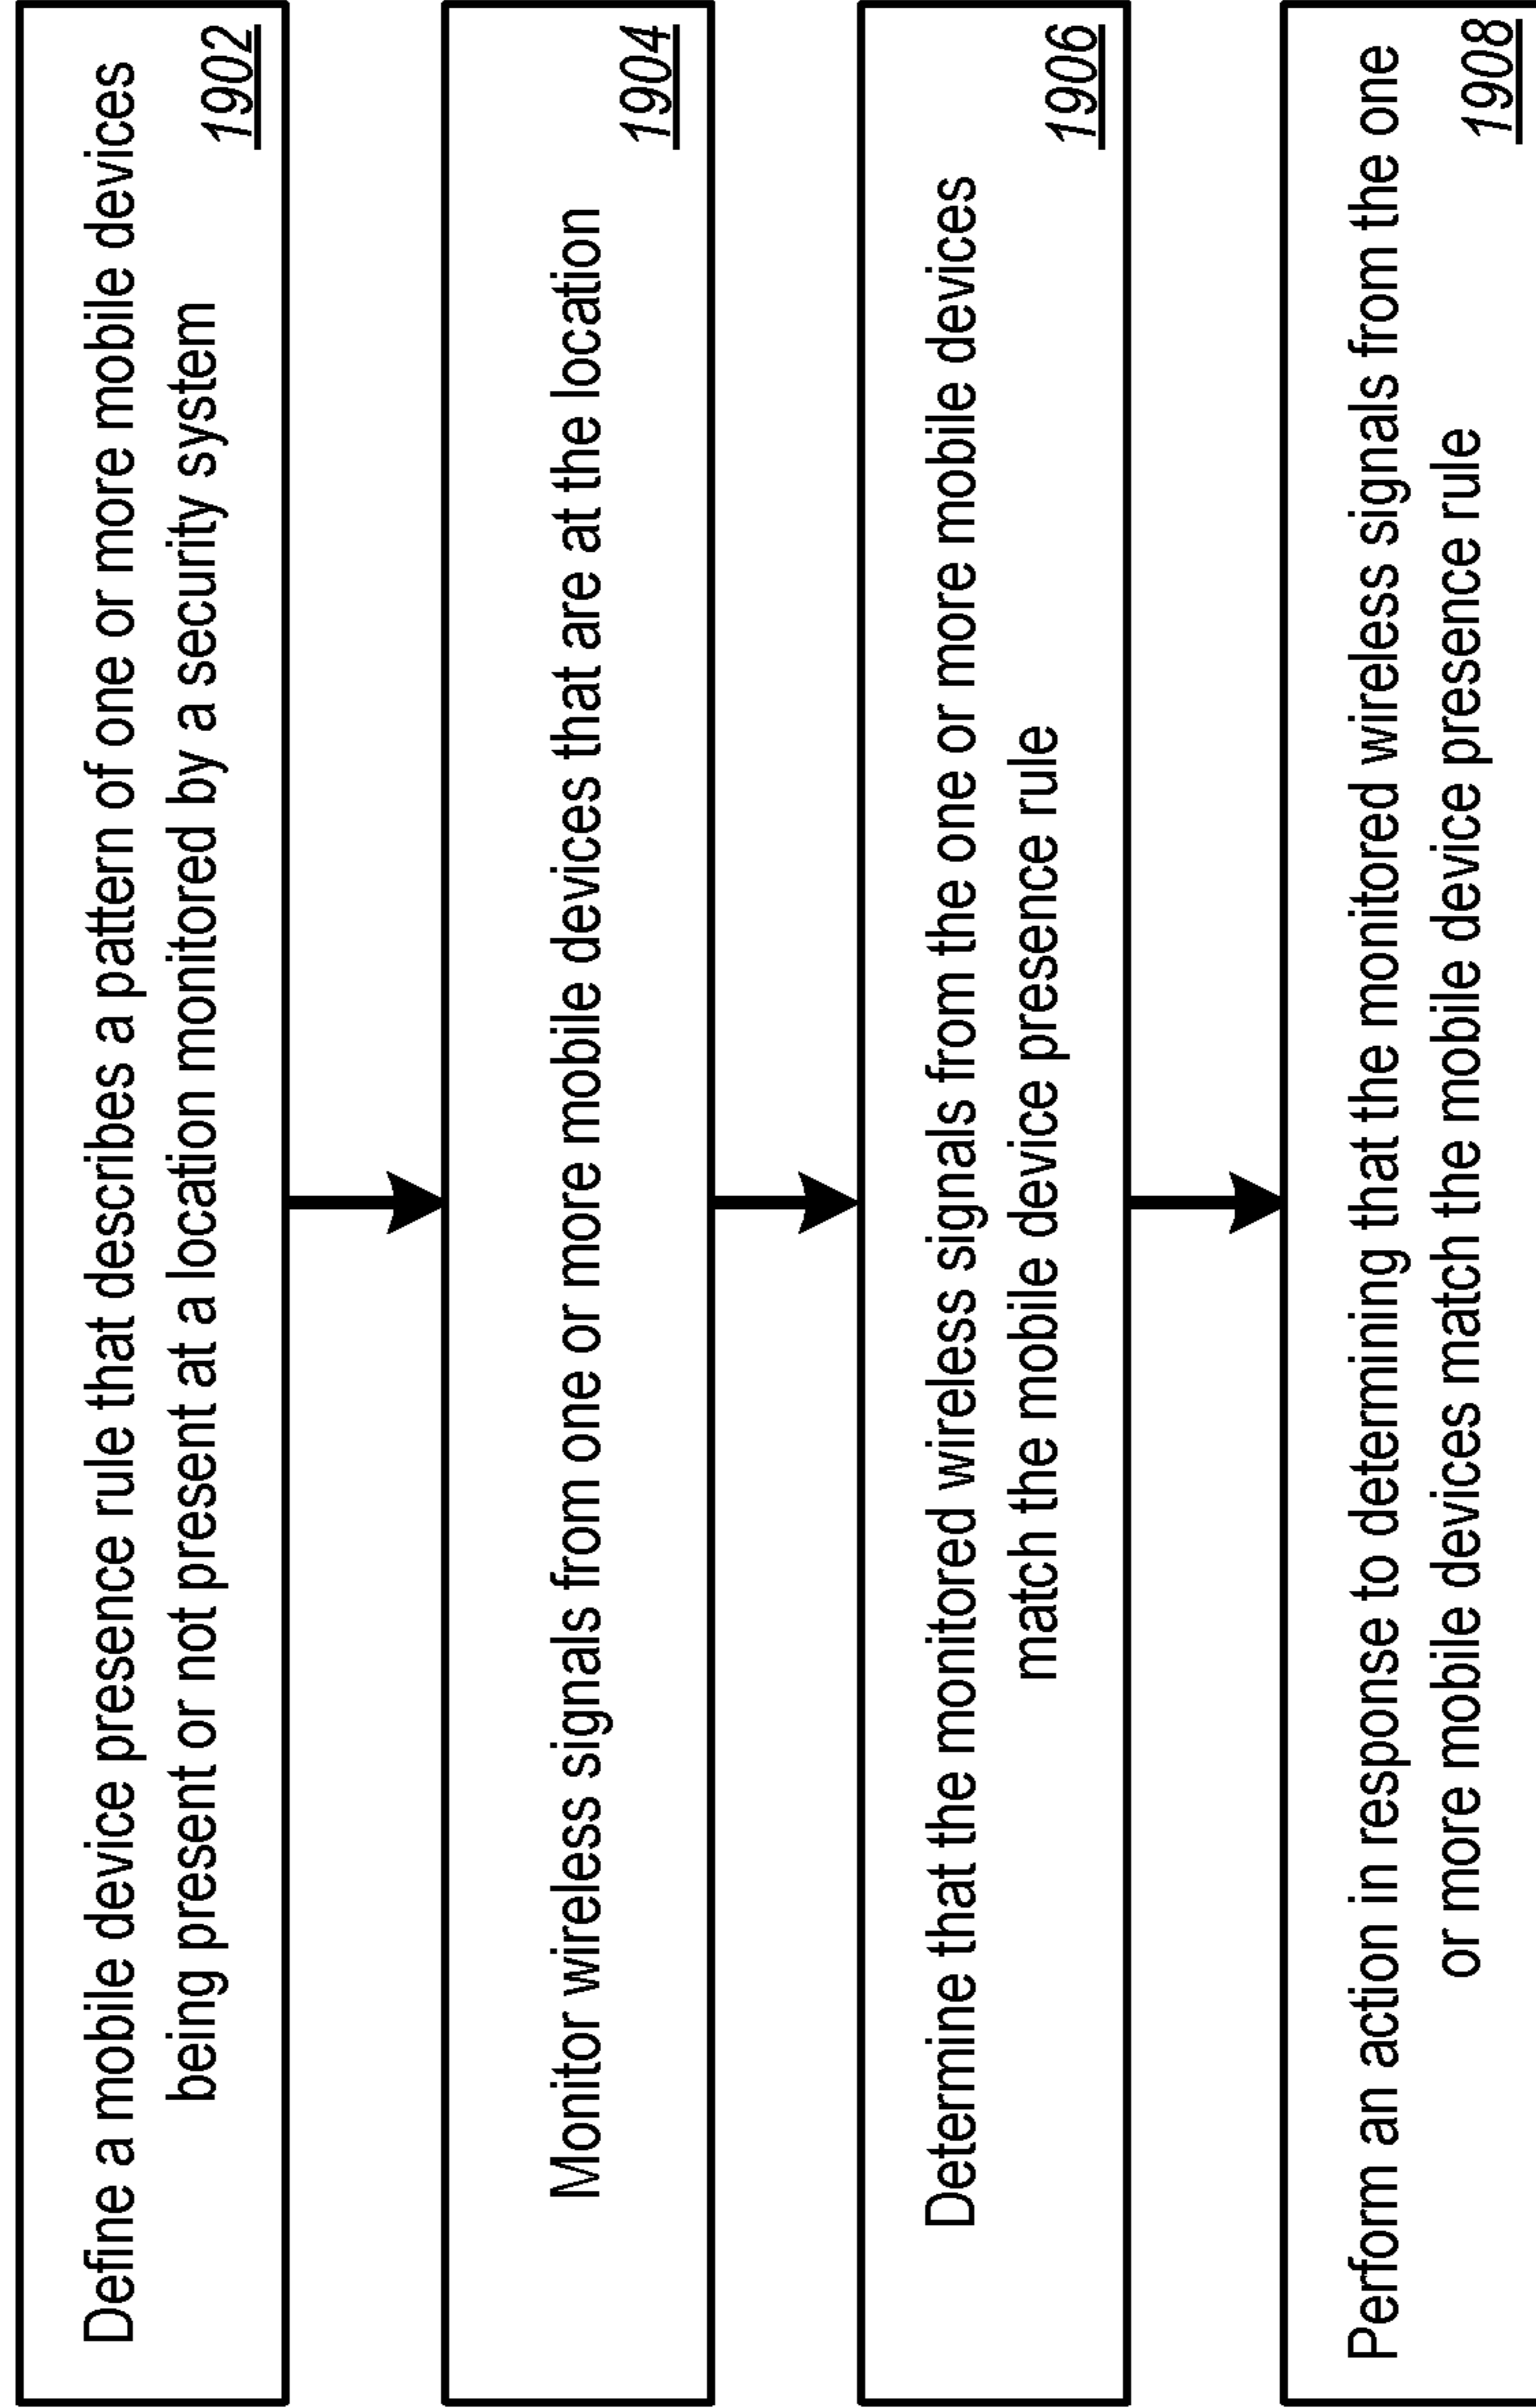 Define a mobile device presence rule that describes a pattern of one or more mobile devices
being present or not present at a location monitored by a security system
1902
Monitor wireless signals from one or more mobile devices that are at the location
1904
Determine that the monitored wireless signals from the one or more mobile devices
match the mobile device presence rule
1906
Perform an action in response to determining that the monitored wireless signals from the one
or more mobile devices match the mobile device presence rule
1908